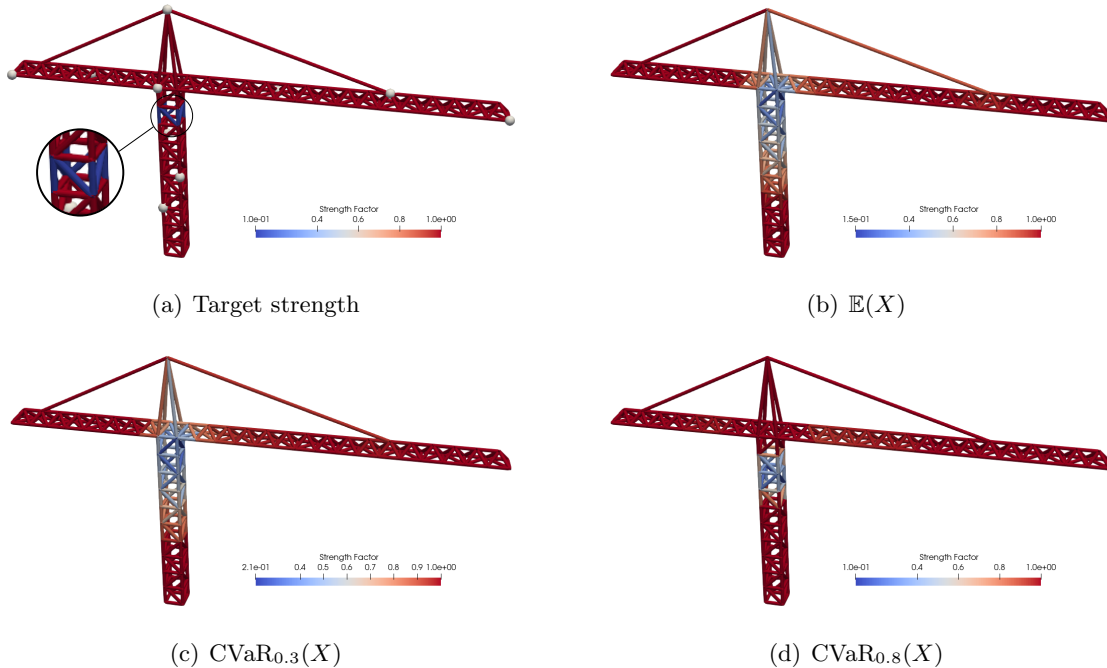 Strength Factor
1.0e-01 0.4 0.6 0.8 1.0e+00
Strength Factor
1.5e-01 0.4 0.6 0.8 1.0e+00
(a) Target strength
(b) 𝔼(X)
Strength Factor
2.1e-01 0.4 0.5 0.6 0.7 0.8 0.9 1.0e+00
Strength Factor
1.0e-01 0.4 0.6 0.8 1.0e+00
(c) CVaR₀.₃(X)
(d) CVaR₀.₈(X)